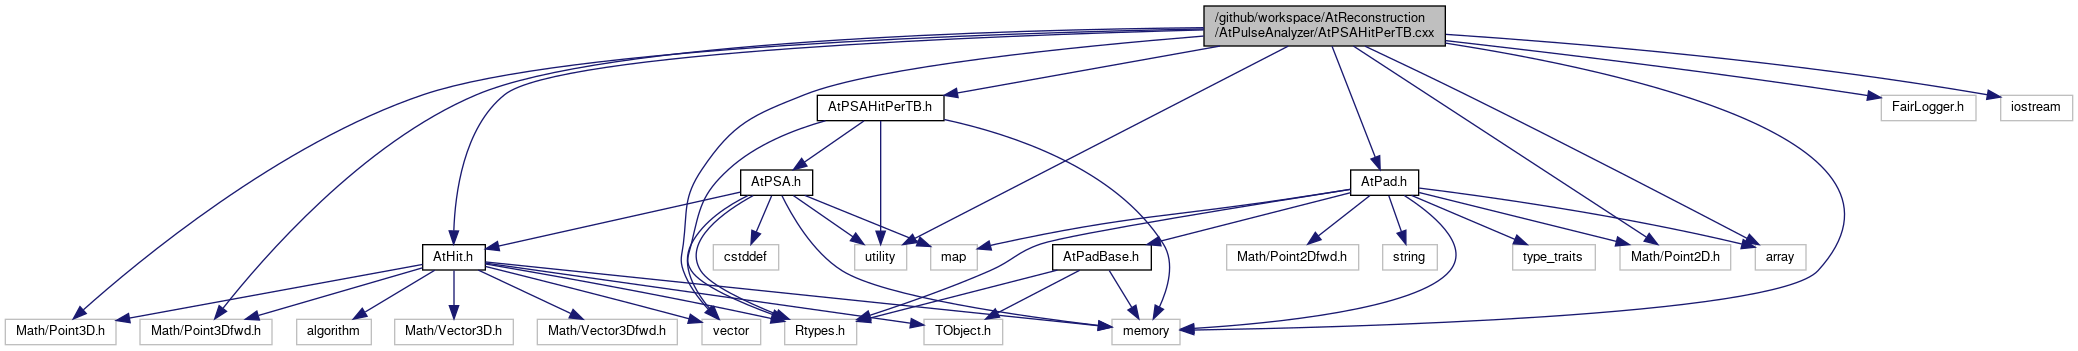 /github/workspace/AtReconstruction
/AtPulseAnalyzer/AtPSAHitPerTB.cxx
AtPSAHitPerTB.h
FairLogger.h
iostream
AtPSA.h
AtPad.h
AtHit.h
cstddef
utility
map
AtPadBase.h
Math/Point2Dfwd.h
string
type_traits
Math/Point2D.h
array
Math/Point3D.h
Math/Point3Dfwd.h
algorithm
Math/Vector3D.h
Math/Vector3Dfwd.h
vector
Rtypes.h
TObject.h
memory